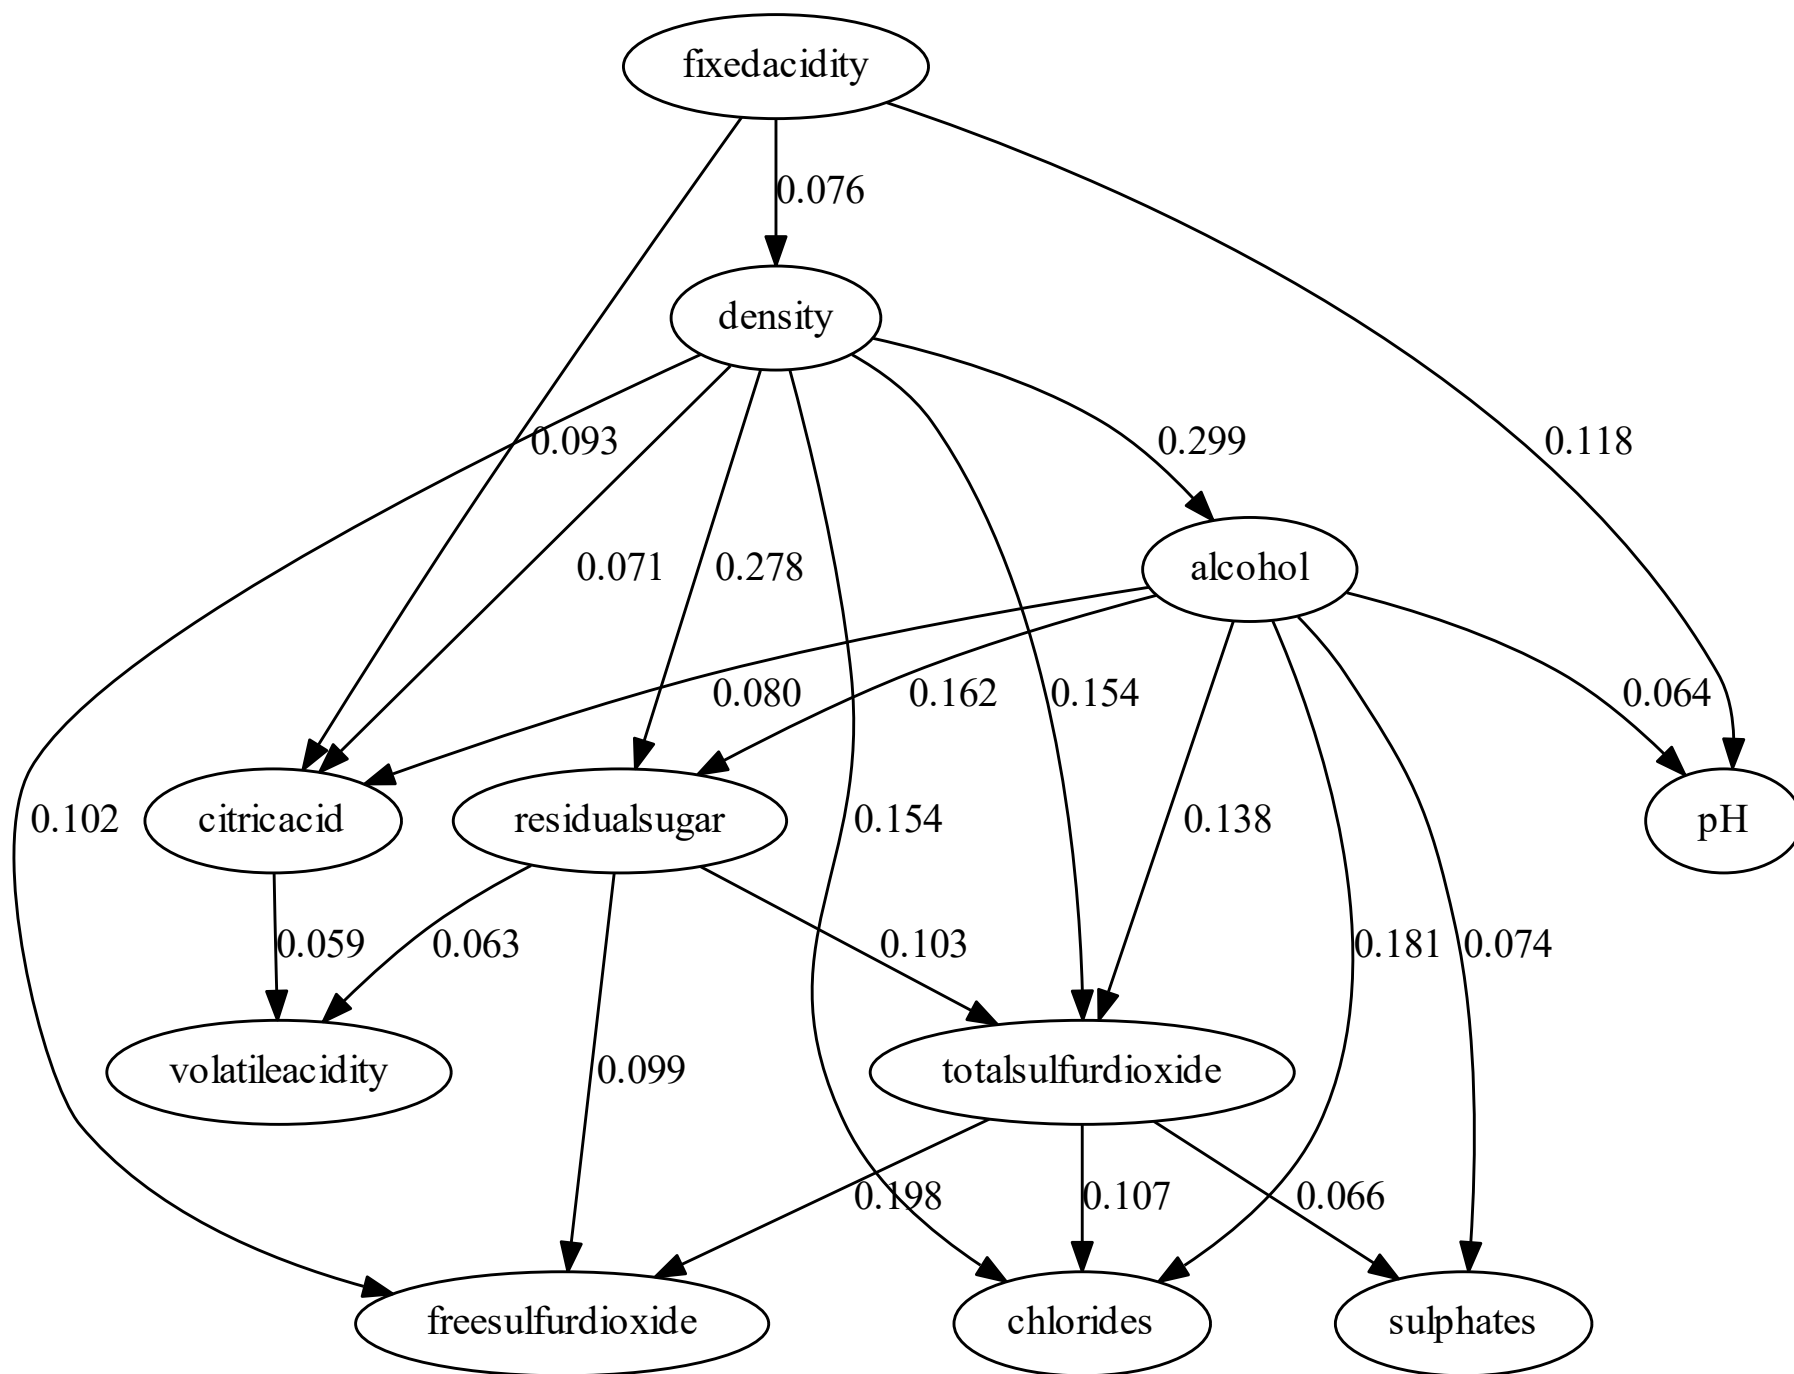 fixedacidity
0.076
density
0.093
0.299
0.118
0.071
0.278
alcohol
0.080
0.162
0.154
0.064
0.102
citricacid
residualsugar
0.154
0.138
pH
0.059
0.063
0.103
0.181
0.074
volatileacidity
0.099
totalsulfurdioxide
0.198
0.107
0.066
freesulfurdioxide
chlorides
sulphates